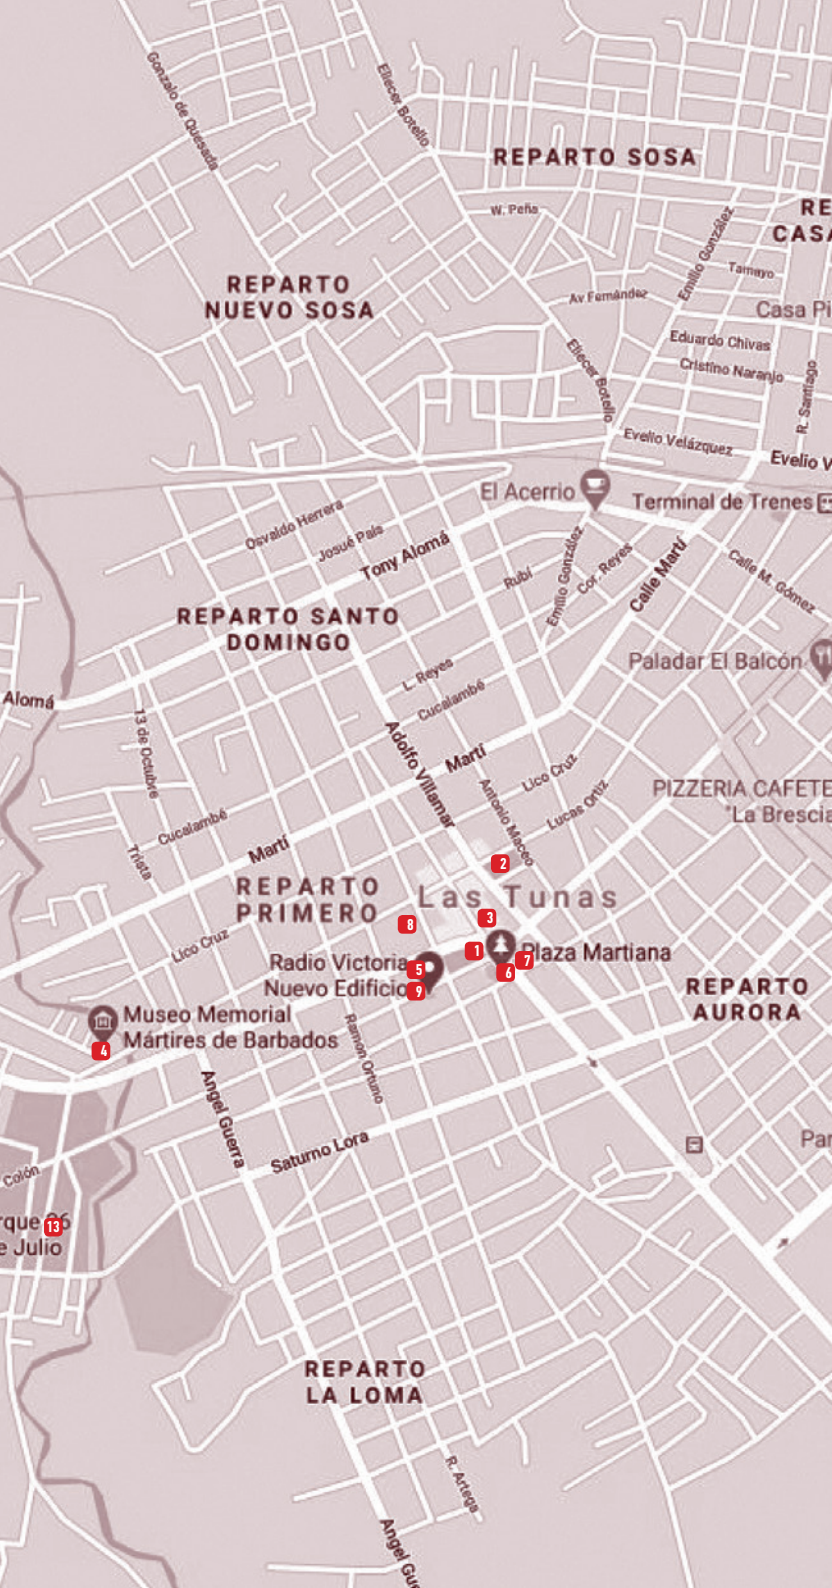 Gonzalo de Quesada
Eliecer Botello
REPARTO SOSA
RE
CASA
W. Peña
Emilio González
Tamayo
REPARTO
NUEVO SOSA
Av Fernández
Casa Pi
Eduardo Chivas
Eliecer Botello
Cristino Naranjo
R. Santiago
Evelio Velázquez
Evelio V
El Acerrio
Terminal de Trenes
Osvaldo Herrera
Josué País
Tony Alomá
Rubí
Emilio González
Cor. Reyes
Calle Martí
Calle M. Gómez
REPARTO SANTO
DOMINGO
Paladar El Balcón
L. Reyes
Cucalambé
Alomá
13 de Octubre
Adolfo Villamar
Martí
Lico Cruz
Antonio Maceo
Lucas Ortiz
PIZZERIA CAFETE
"La Brescia
Cucalambé
Martí
Trista
2
REPARTO
PRIMERO
Las Tunas
3
8
Lico Cruz
1
Plaza Martiana
7
6
Radio Victoria
Nuevo Edificio
5
9
REPARTO
AURORA
Museo Memorial
Mártires de Barbados
4
Ramon Ortuno
Angel Guerra
Saturno Lora
Par
Colón
rque 26
e Julio
13
REPARTO
LA LOMA
R. Artega
Angel Gue